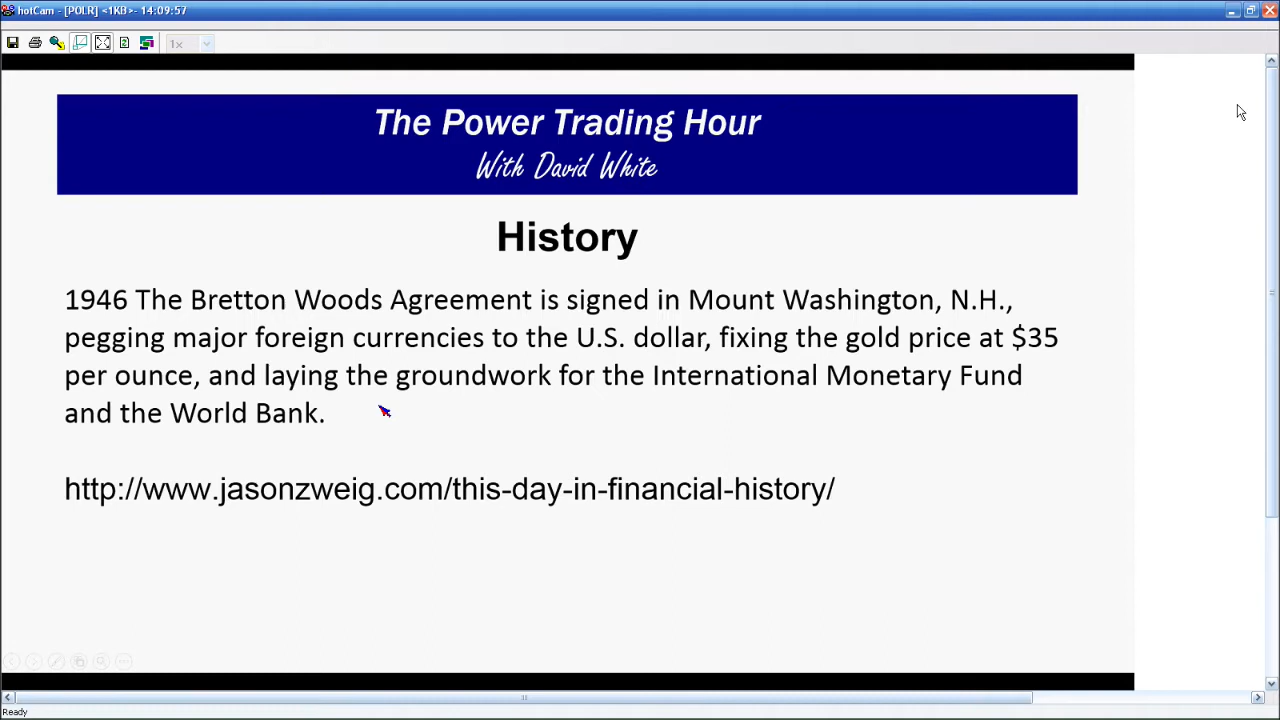 hotCam - [POLR] <1KB>- 14:09:57
1x
The Power Trading Hour
With David White
History
1946 The Bretton Woods Agreement is signed in Mount Washington, N.H.,
pegging major foreign currencies to the U.S. dollar, fixing the gold price at $35
per ounce, and laying the groundwork for the International Monetary Fund
and the World Bank.
http://www.jasonzweig.com/this-day-in-financial-history/
Ready